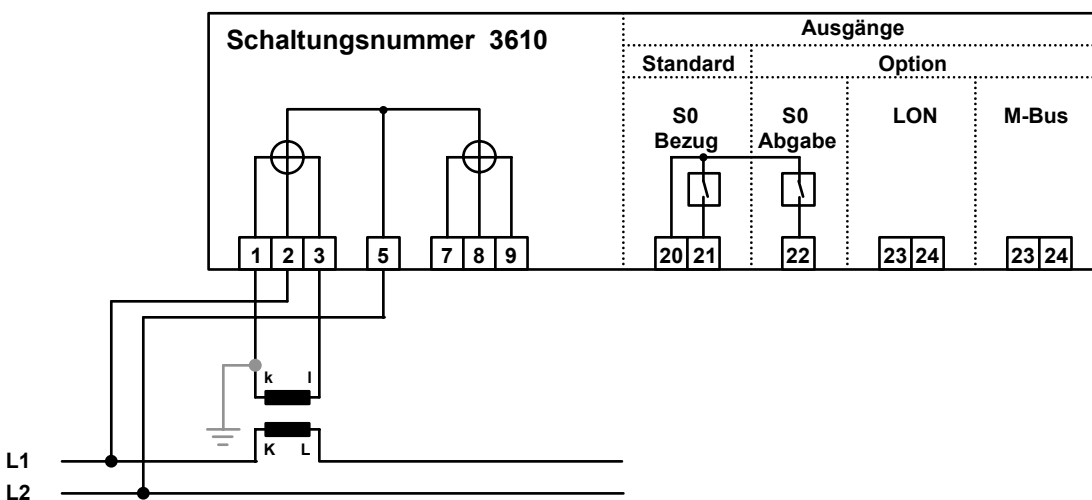 Schaltungsnummer 3610
Ausgänge
Standard
Option
S0
Bezug
S0
Abgabe
LON
M-Bus
1 2 3 5 7 8 9 20 21 22 23 24 23 24
k l
K L
L1
L2